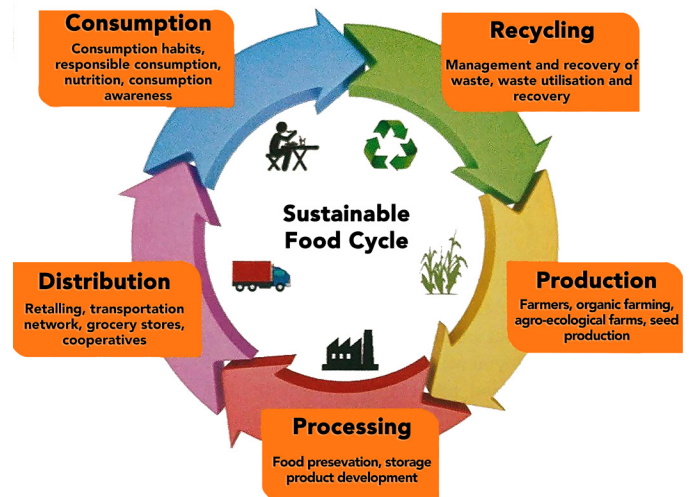 Consumption
Consumption habits,
responsible consumption,
nutrition, consumption
awareness
Recycling
Management and recovery of
waste, waste utilisation and
recovery
Sustainable
Food Cycle
Distribution
Retalling, transportation
network, grocery stores,
cooperatives
Production
Farmers, organic farming,
agro-ecological farms, seed
production
Processing
Food presevation, storage
product development